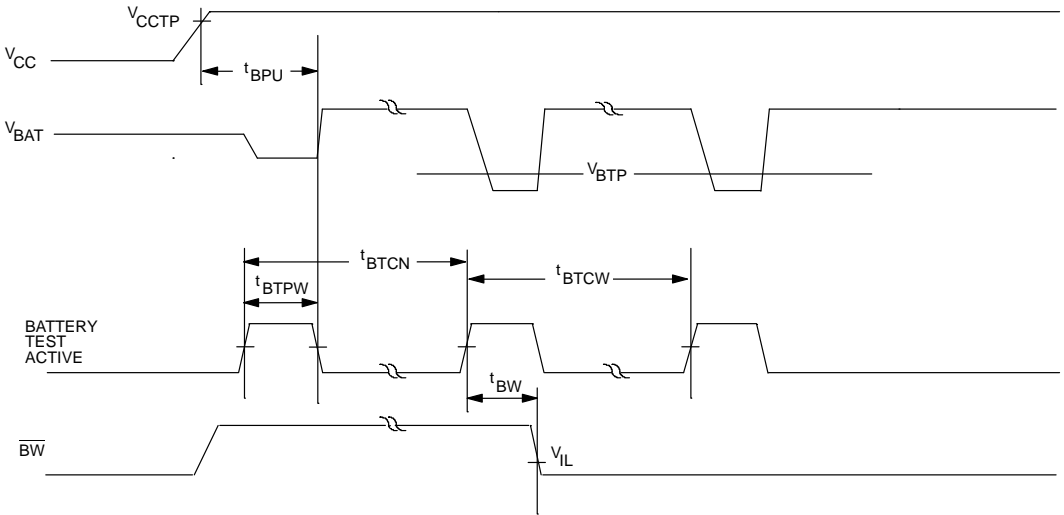 VCCTP
VCC
tBPU
VBAT
VBTP
tBTCN
tBTCW
tBTPW
BATTERY
TEST
ACTIVE
tBW
BW
VIL